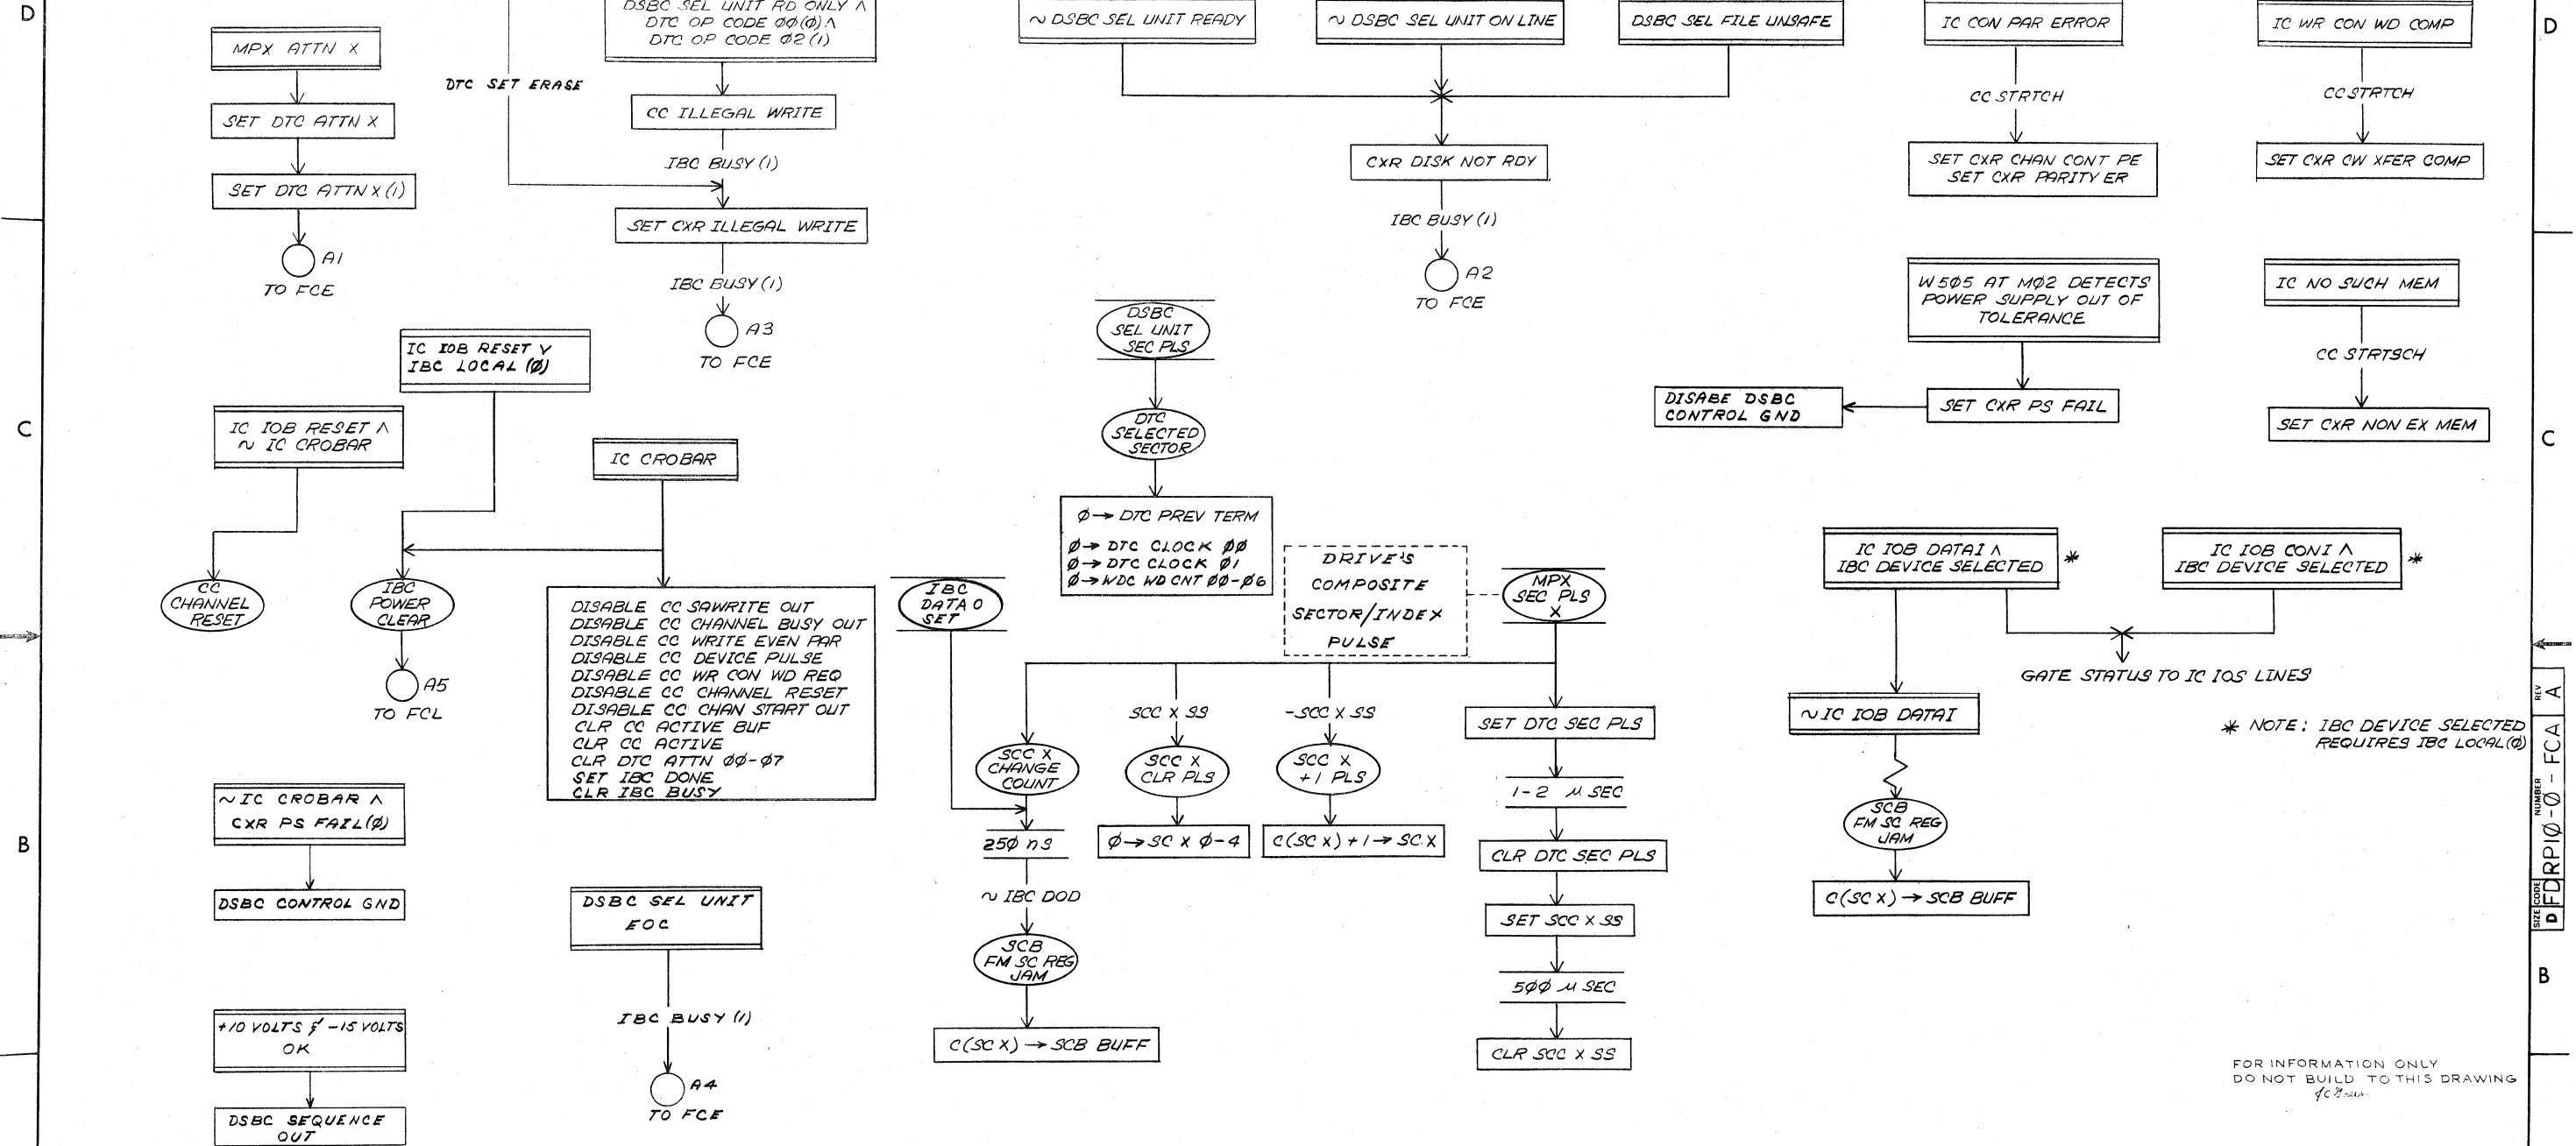 D
MPX ATTN X
SET DTC ATTN X
SET DTC ATTN X (1)
A1
TO FCE
DTC SET ERASE
DSBC SEL UNIT RD ONLY ∧
DTC OP CODE ØØ(Ø) ∧
DTC OP CODE Ø2(1)
CC ILLEGAL WRITE
IBC BUSY (1)
SET CXR ILLEGAL WRITE
IBC BUSY (1)
A3
TO FCE
~ DSBC SEL UNIT READY
~ DSBC SEL UNIT ON LINE
DSBC SEL FILE UNSAFE
CXR DISK NOT RDY
IBC BUSY (1)
A2
TO FCE
IC CON PAR ERROR
CC STRTCH
SET CXR CHAN CONT PE
SET CXR PARITY ER
IC WR CON WD COMP
CC STRTCH
SET CXR CW XFER COMP
D
C
IC IOB RESET ∨
IBC LOCAL (Ø)
IC IOB RESET ∧
~ IC CROBAR
IC CROBAR
CC
CHANNEL
RESET
IBC
POWER
CLEAR
A5
TO FCL
DISABLE CC SAWRITE OUT
DISABLE CC CHANNEL BUSY OUT
DISABLE CC WRITE EVEN PAR
DISABLE CC DEVICE PULSE
DISABLE CC WR CON WD REQ
DISABLE CC CHANNEL RESET
DISABLE CC CHAN START OUT
CLR CC ACTIVE BUF
CLR CC ACTIVE
CLR DTC ATTN ØØ-Ø7
SET IBC DONE
CLR IBC BUSY
DSBC
SEL UNIT
SEC PLS
DTC
SELECTED
SECTOR
Ø→ DTC PREV TERM
Ø→ DTC CLOCK ØØ
Ø→ DTC CLOCK Ø1
Ø→ WDC WD CNT ØØ-Ø6
W5Ø5 AT MØ2 DETECTS
POWER SUPPLY OUT OF
TOLERANCE
SET CXR PS FAIL
DISABE DSBC
CONTROL GND
IC NO SUCH MEM
CC STRTSCH
SET CXR NON EX MEM
C
IBC
DATA O
SET
DRIVE'S
COMPOSITE
SECTOR/INDEX
PULSE
MPX
SEC PLS
X
SCC X
CHANGE
COUNT
25Ø ns
~ IBC DOD
SCB
FM SC REG
JAM
C(SC X) → SCB BUFF
SCC X SS
SCC X
CLR PLS
Ø→ SC X Ø-4
-SCC X SS
SCC X
+1 PLS
C(SC X) +1 → SC X
SET DTC SEC PLS
1-2 μ SEC
CLR DTC SEC PLS
SET SCC X SS
5ØØ μ SEC
CLR SCC X SS
IC IOB DATAI ∧
IBC DEVICE SELECTED
*
IC IOB CONI ∧
IBC DEVICE SELECTED
*
GATE STATUS TO IC IOS LINES
* NOTE: IBC DEVICE SELECTED
REQUIRES IBC LOCAL (Ø)
~ IC IOB DATAI
SCB
FM SC REG
JAM
C(SC X) → SCB BUFF
B
~ IC CROBAR ∧
CXR PS FAIL (Ø)
DSBC CONTROL GND
+10 VOLTS & -15 VOLTS
OK
DSBC SEQUENCE
OUT
DSBC SEL UNIT
EOC
IBC BUSY (1)
A4
TO FCE
SIZE CODE NUMBER REV
D FD RP1Ø-0-FCA A
B
FOR INFORMATION ONLY
DO NOT BUILD TO THIS DRAWING